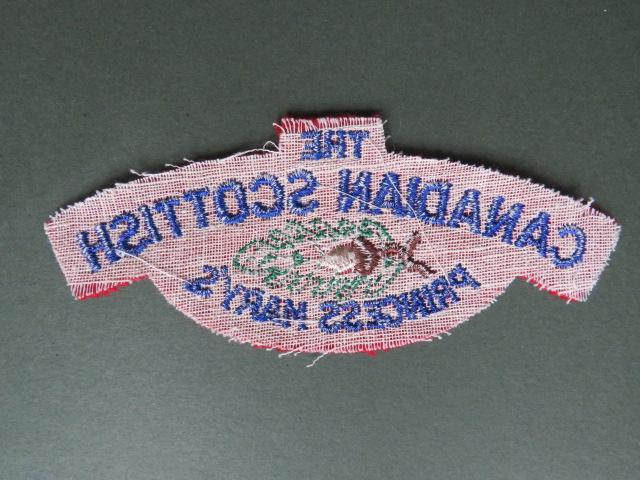 THE
CANADIAN SCOTTISH
PRINCESS MARY'S